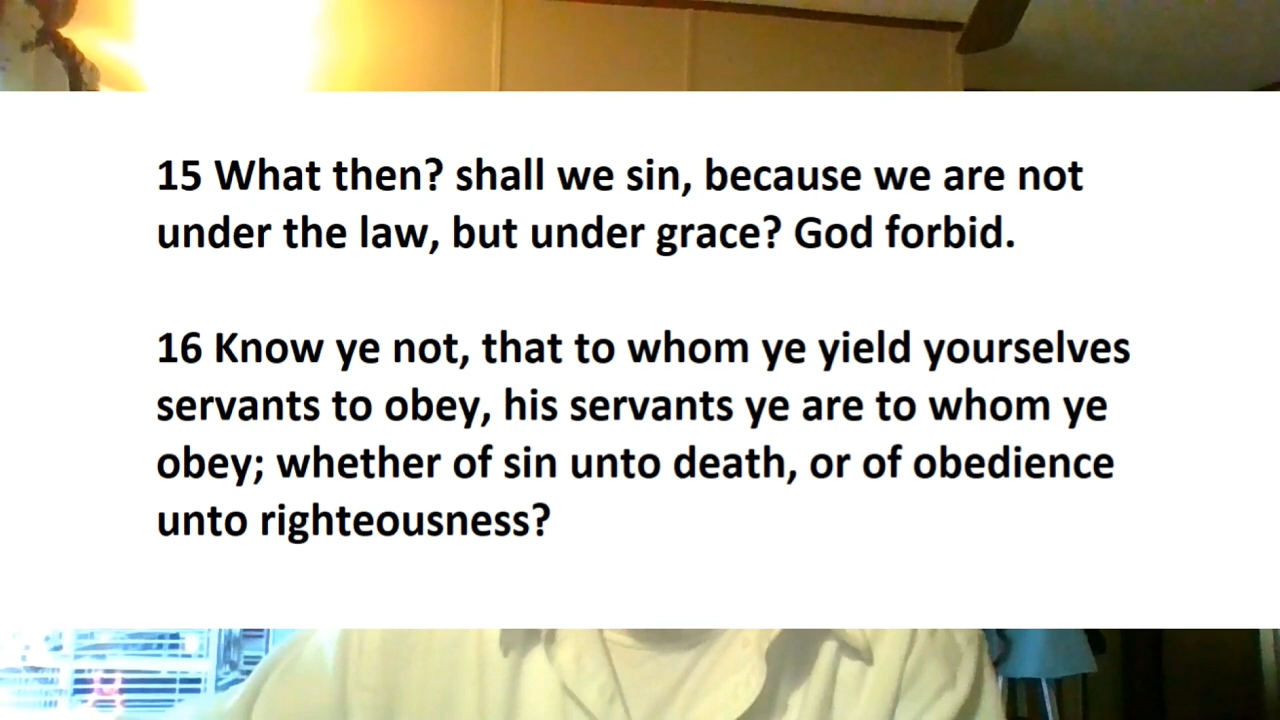 15 What then? shall we sin, because we are not
under the law, but under grace? God forbid.
16 Know ye not, that to whom ye yield yourselves
servants to obey, his servants ye are to whom ye
obey; whether of sin unto death, or of obedience
unto righteousness?